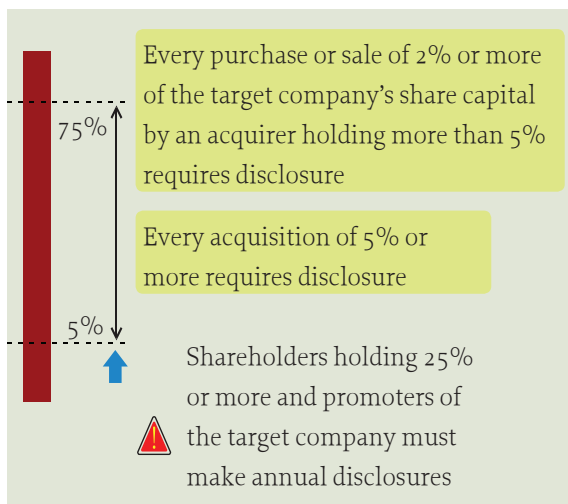 Every purchase or sale of 2% or more
of the target company’s share capital
by an acquirer holding more than 5%
requires disclosure
75%
Every acquisition of 5% or
more requires disclosure
5%
Shareholders holding 25%
or more and promoters of
the target company must
make annual disclosures